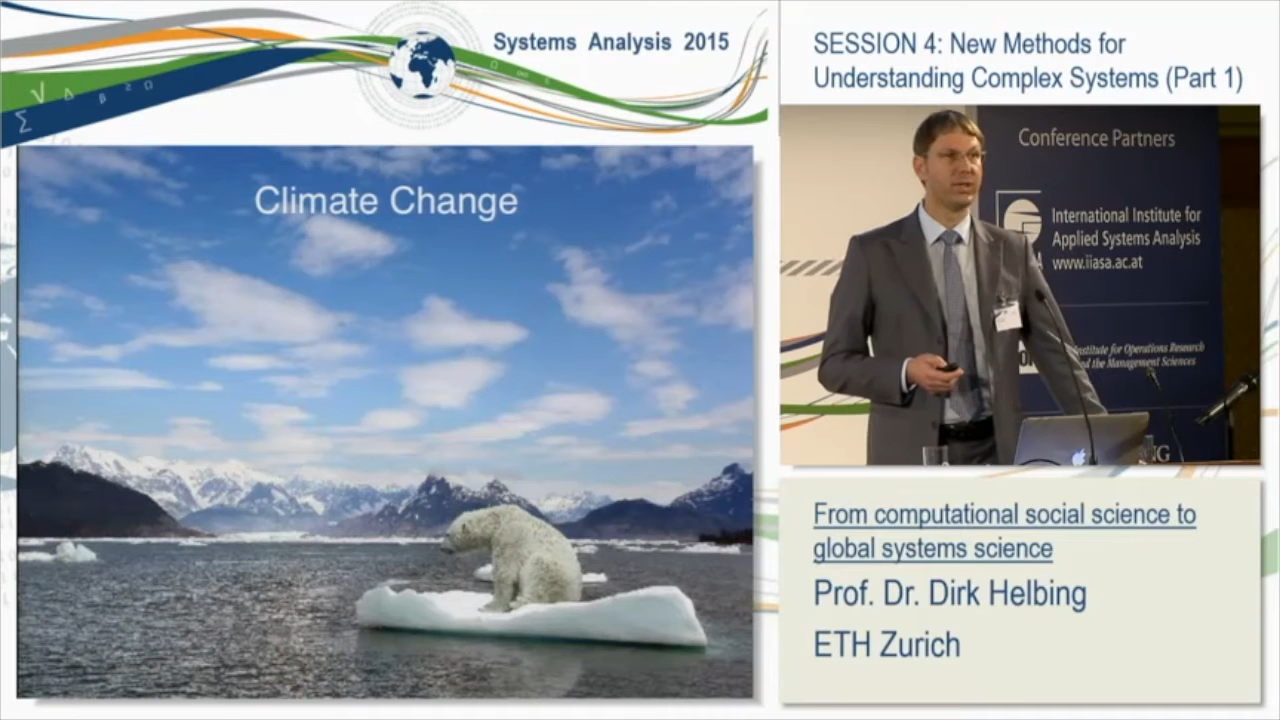 Systems Analysis 2015
Climate Change
SESSION 4: New Methods for
Understanding Complex Systems (Part 1)
Conference Partners
International Institute for
Applied Systems Analysis
www.iiasa.ac.at
Institute for Operations Research
the Management Sciences
From computational social science to
global systems science
Prof. Dr. Dirk Helbing
ETH Zurich